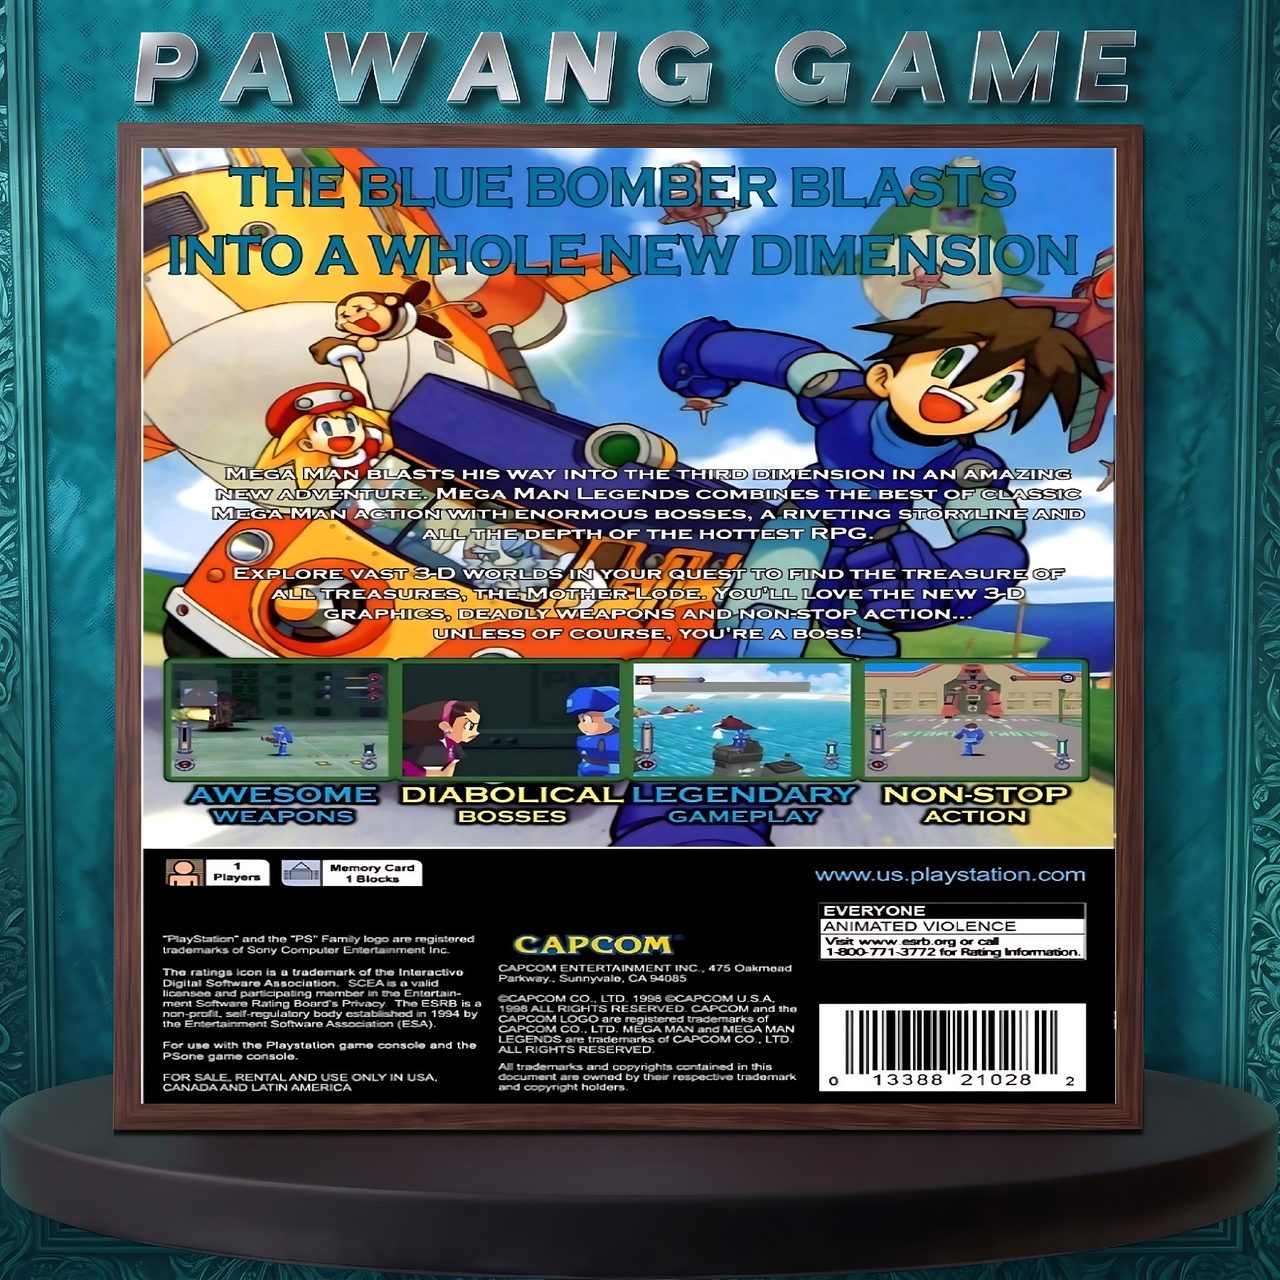 PAWANG GAME
THE BLUE BOMBER BLASTS
INTO A WHOLE NEW DIMENSION
MEGA MAN BLASTS HIS WAY INTO THE THIRD DIMENSION IN AN AMAZING
NEW ADVENTURE. MEGA MAN LEGENDS COMBINES THE BEST OF CLASSIC
MEGA MAN ACTION WITH ENORMOUS BOSSES, A RIVETING STORYLINE AND
ALL THE DEPTH OF THE HOTTEST RPG.
EXPLORE VAST 3-D WORLDS IN YOUR QUEST TO FIND THE TREASURE OF
ALL TREASURES, THE MOTHER LODE. YOU'LL LOVE THE NEW 3-D
GRAPHICS, DEADLY WEAPONS AND NON-STOP ACTION...
UNLESS OF COURSE, YOU'RE A BOSS!
AWESOME
WEAPONS
DIABOLICAL
BOSSES
LEGENDARY
GAMEPLAY
NON-STOP
ACTION
1
Players
Memory Card
1 Blocks
www.us.playstation.com
"PlayStation" and the "PS" Family logo are registered
trademarks of Sony Computer Entertainment Inc.
The ratings icon is a trademark of the Interactive
Digital Software Association. SCEA is a valid
licensee and participating member in the Entertain-
ment Software Rating Board's Privacy. The ESRB is a
non-profit, self-regulatory body established in 1994 by
the Entertainment Software Association (ESA).
For use with the Playstation game console and the
PSone game console.
FOR SALE, RENTAL AND USE ONLY IN USA,
CANADA AND LATIN AMERICA
CAPCOM
CAPCOM ENTERTAINMENT INC., 475 Oakmead
Parkway., Sunnyvale, CA 94085
©CAPCOM CO., LTD. 1998 ©CAPCOM U.S.A,
1998 ALL RIGHTS RESERVED. CAPCOM and the
CAPCOM LOGO are registered trademarks of
CAPCOM CO., LTD. MEGA MAN and MEGA MAN
LEGENDS are trademarks of CAPCOM CO., LTD.
ALL RIGHTS RESERVED.
All trademarks and copyrights contained in this
document are owned by their respective trademark
and copyright holders.
EVERYONE
ANIMATED VIOLENCE
Visit www.esrb.org or call
1-800-771-3772 for Rating Information.
0 13388 21028 2